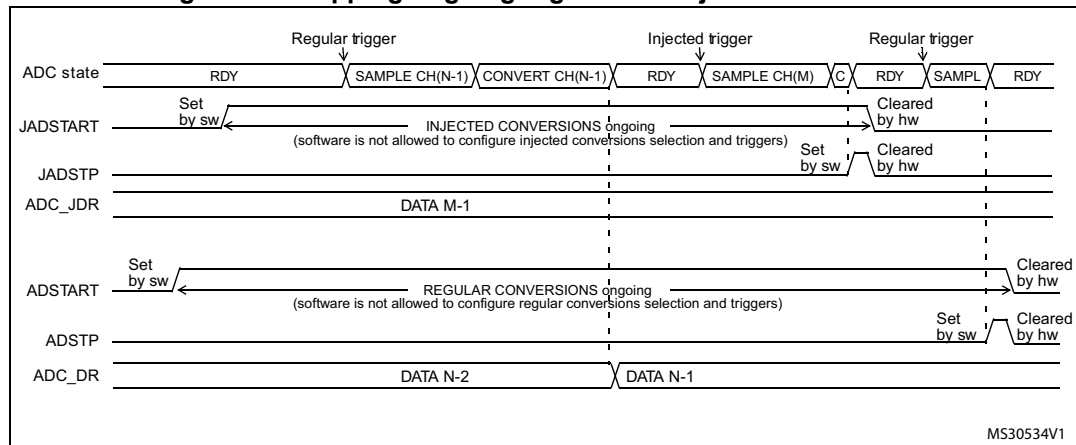 Regular trigger Injected trigger Regular trigger
ADC state RDY SAMPLE CH(N-1) CONVERT CH(N-1) RDY SAMPLE CH(M) C RDY SAMPL RDY
Set by sw Cleared by hw
JADSTART INJECTED CONVERSIONS ongoing
(software is not allowed to configure injected conversions selection and triggers)
Set by sw Cleared by hw
JADSTP
ADC_JDR DATA M-1
Set by sw Cleared by hw
ADSTART REGULAR CONVERSIONS ongoing
(software is not allowed to configure regular conversions selection and triggers)
Set by sw Cleared by hw
ADSTP
ADC_DR DATA N-2 DATA N-1
MS30534V1